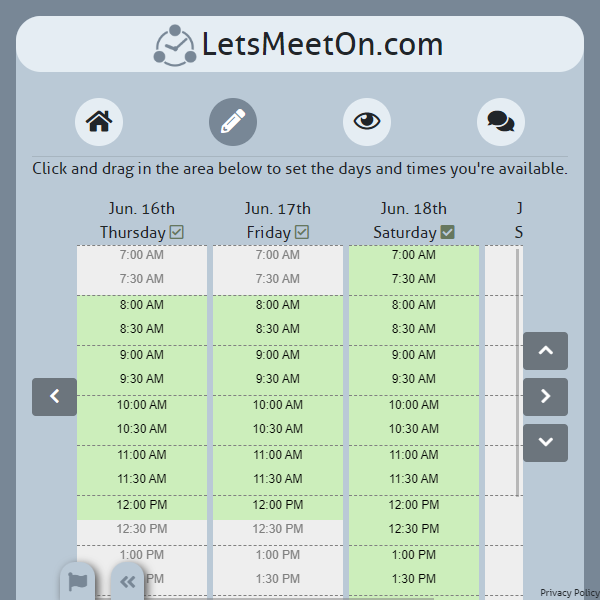 LetsMeetOn.com
Click and drag in the area below to set the days and times you're available.
Jun. 16th Jun. 17th Jun. 18th J
Thursday Friday Saturday S
7:00 AM 7:00 AM 7:00 AM
7:30 AM 7:30 AM 7:30 AM
8:00 AM 8:00 AM 8:00 AM
8:30 AM 8:30 AM 8:30 AM
9:00 AM 9:00 AM 9:00 AM
9:30 AM 9:30 AM 9:30 AM
10:00 AM 10:00 AM 10:00 AM
10:30 AM 10:30 AM 10:30 AM
11:00 AM 11:00 AM 11:00 AM
11:30 AM 11:30 AM 11:30 AM
12:00 PM 12:00 PM 12:00 PM
12:30 PM 12:30 PM 12:30 PM
1:00 PM 1:00 PM 1:00 PM
PM 1:30 PM 1:30 PM
Privacy Policy